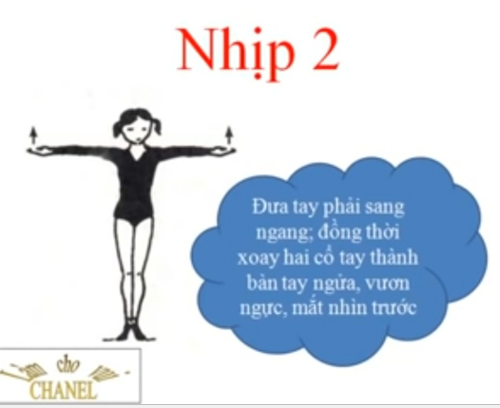 Nhịp 2
Đưa tay phải sang
ngang; đồng thời
xoay hai cổ tay thành
bàn tay ngửa, vươn
ngực, mắt nhìn trước
cho
CHANEL